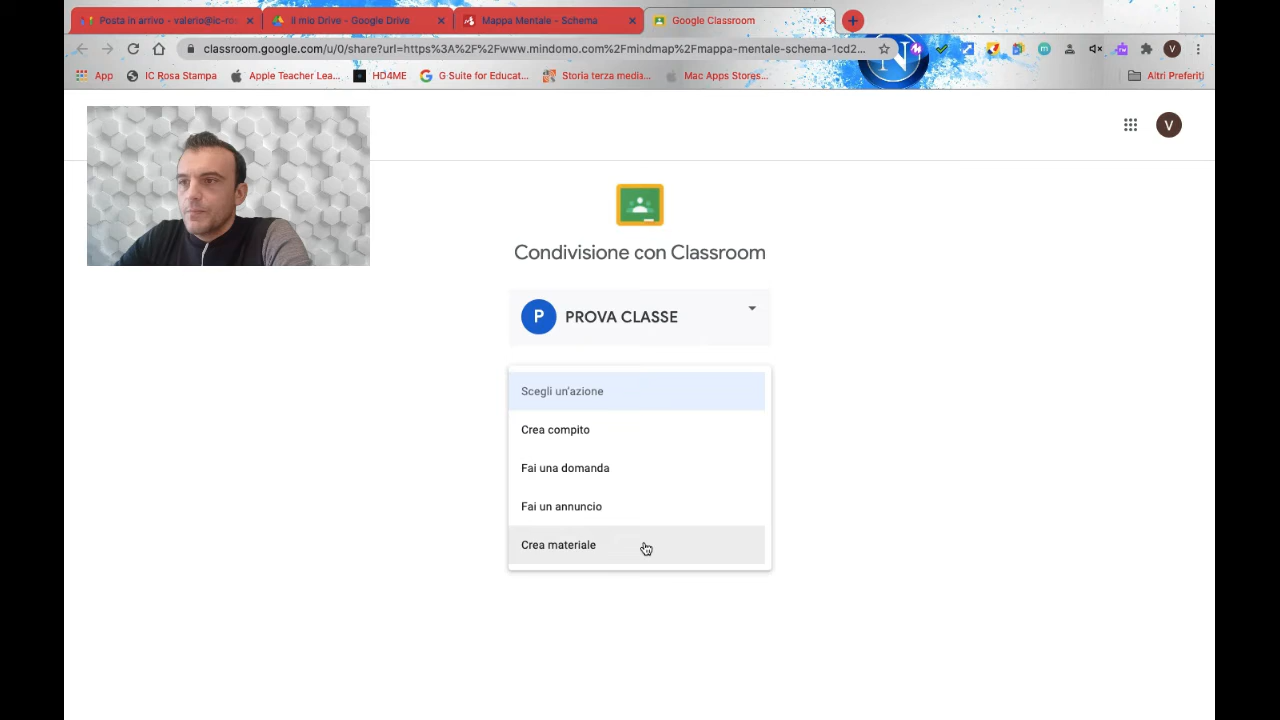 Posta in arrivo - valerio@ic-ros
Il mio Drive - Google Drive
Mappa Mentale - Schema
Google Classroom
classroom.google.com/u/0/share?url=https%3A%2F%2Fwww.mindomo.com%2Fmindmap%2Fmappa-mentale-schema-1cd2...
App
IC Rosa Stampa
Apple Teacher Lea...
HD4ME
G Suite for Educat...
Storia terza media...
Mac Apps Stores...
Altri Preferiti
V
Condivisione con Classroom
P
PROVA CLASSE
Scegli un'azione
Crea compito
Fai una domanda
Fai un annuncio
Crea materiale